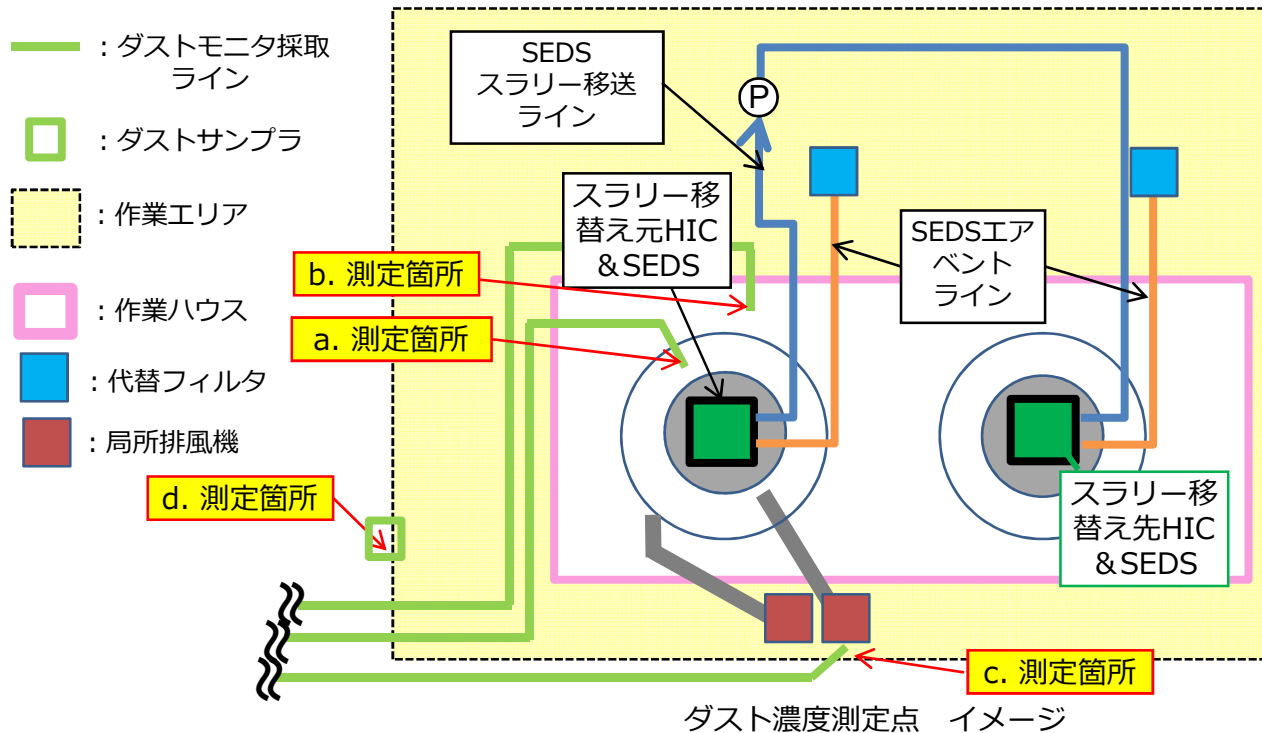 ：ダストモニタ採取
ライン
：ダストサンプラ
：作業エリア
：作業ハウス
：代替フィルタ
：局所排風機
SEDS
スラリー移送
ライン
P
スラリー移
替え元HIC
＆SEDS
SEDSエア
ベント
ライン
b. 測定箇所
a. 測定箇所
d. 測定箇所
スラリー移
替え先HIC
＆SEDS
c. 測定箇所
ダスト濃度測定点　イメージ